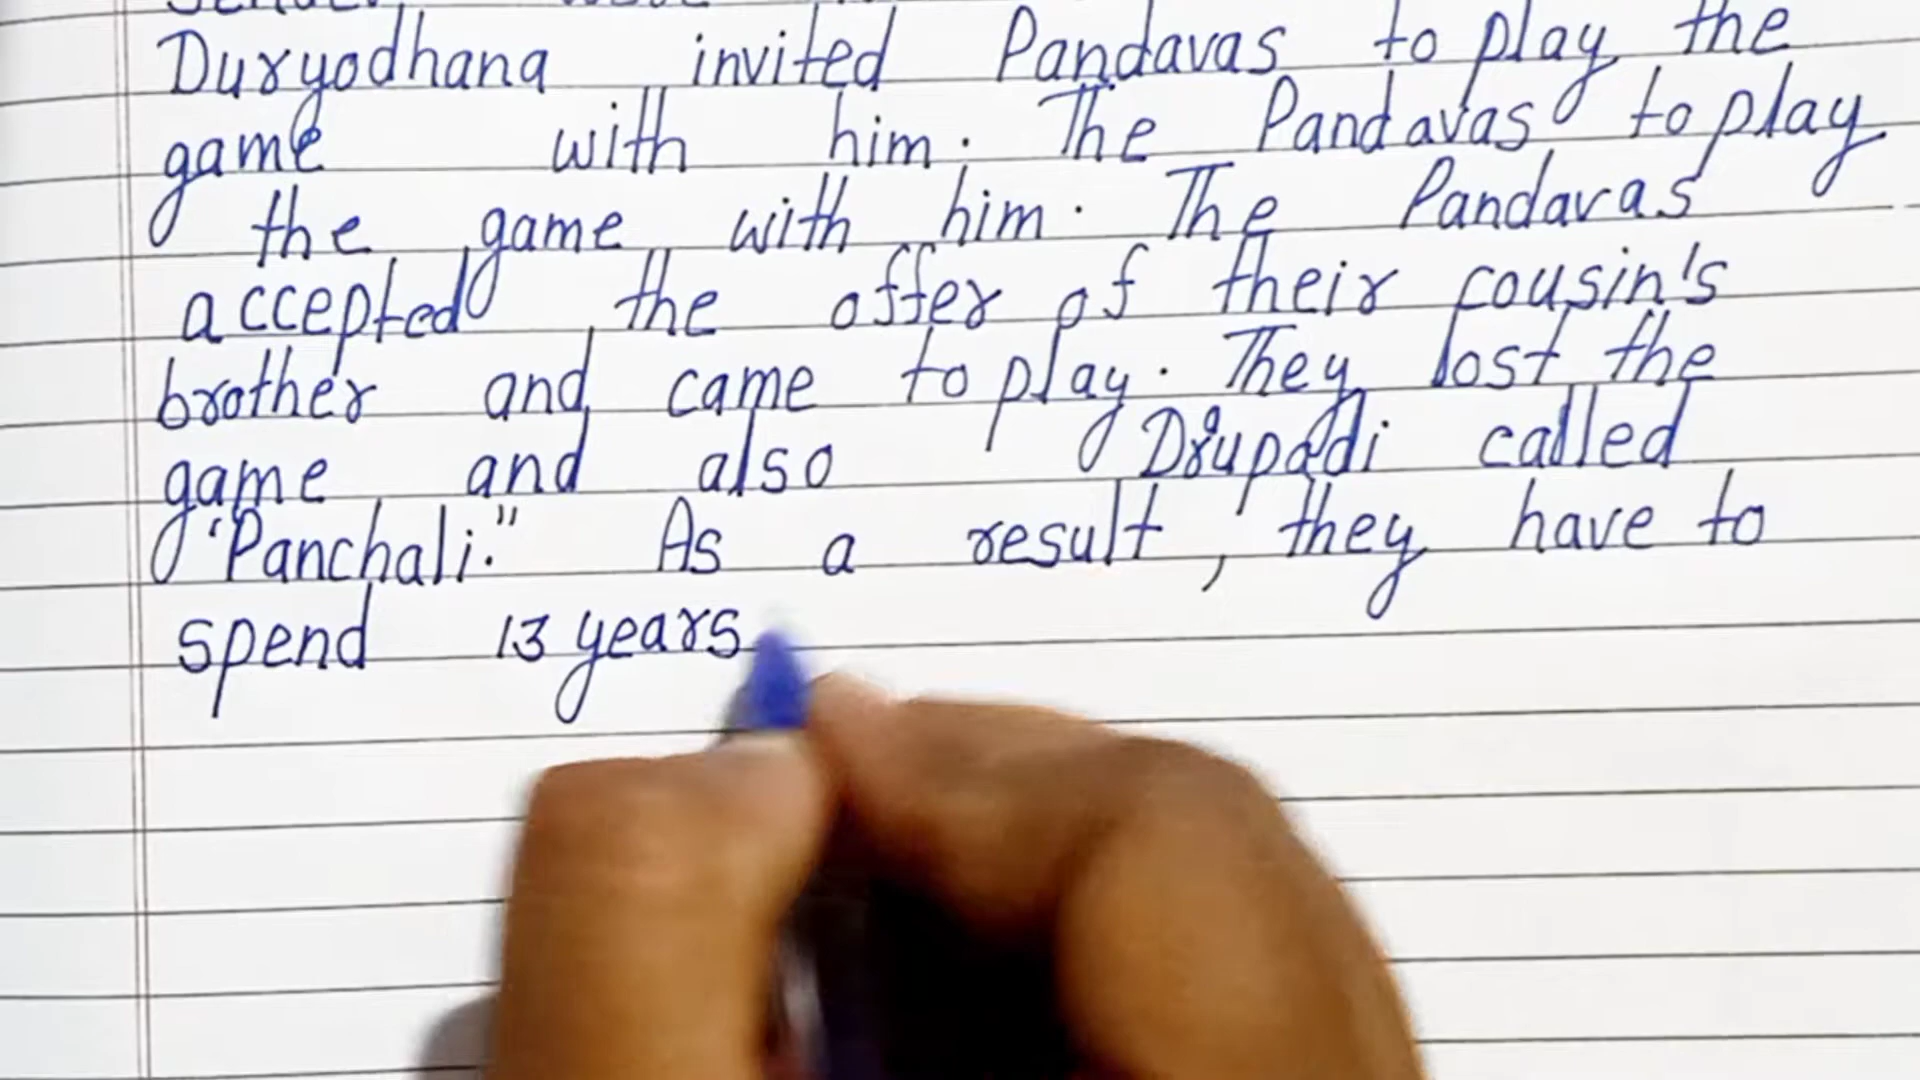 Duryodhana invited Pandavas to play the
game with him. The Pandavas to play
the game with him. The Pandavas
accepted the offer of their cousin's
brother and came to play. They lost the
game and also Drupadi called
"Panchali." As a result, they have to
spend 13 years